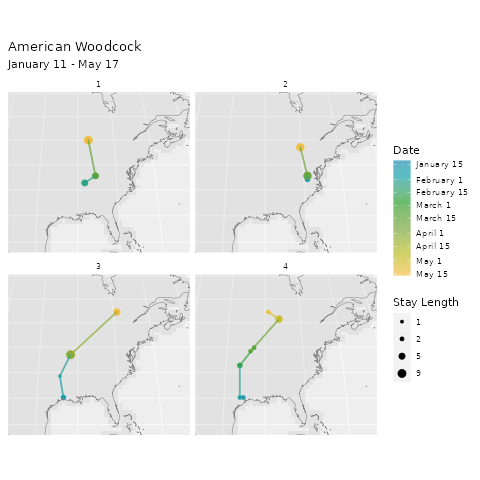 American Woodcock
January 11 - May 17
1
2
3
4
Date
January 15
February 1
February 15
March 1
March 15
April 1
April 15
May 1
May 15
Stay Length
1
2
5
9